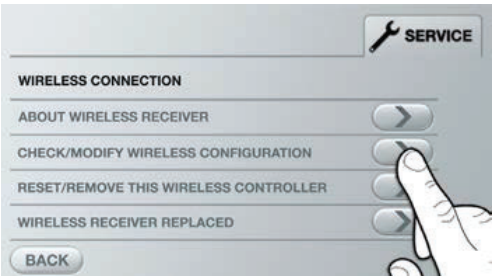 SERVICE
WIRELESS CONNECTION
ABOUT WIRELESS RECEIVER
CHECK/MODIFY WIRELESS CONFIGURATION
RESET/REMOVE THIS WIRELESS CONTROLLER
WIRELESS RECEIVER REPLACED
BACK